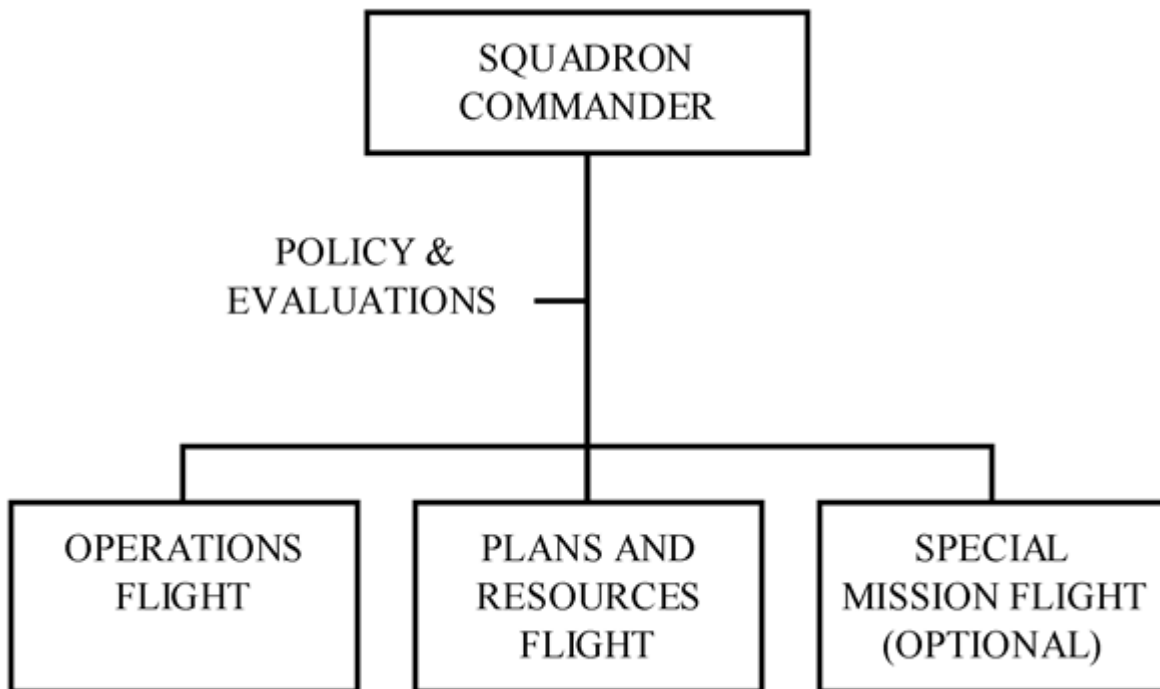 SQUADRON
COMMANDER
POLICY &
EVALUATIONS
OPERATIONS
FLIGHT
PLANS AND
RESOURCES
FLIGHT
SPECIAL
MISSION FLIGHT
(OPTIONAL)